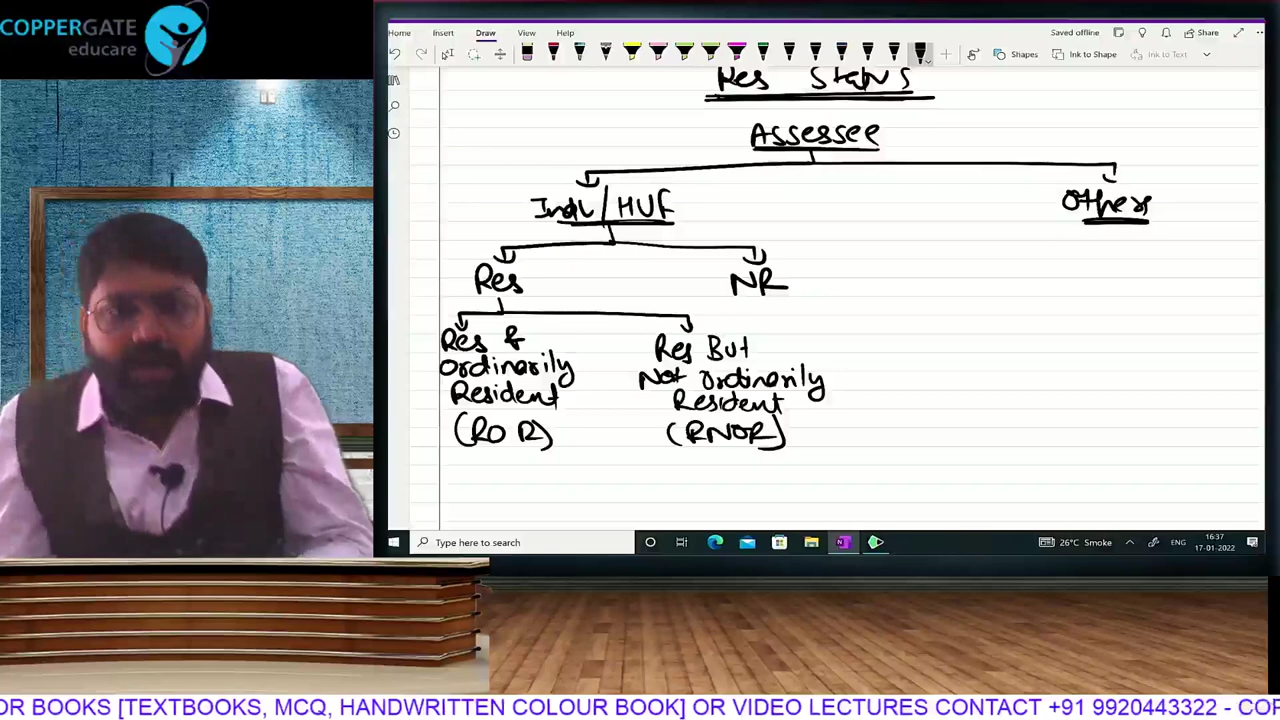 COPPERGATE
educare
Home Insert Draw View Help
Saved offline
Share
Shapes
Ink to Shape
Ink to Text
Res Status
Assessee
Indl / HUF
Others
Res
NR
Res &
ordinarily
Resident
(ROR)
Res But
Not ordinarily
Resident
(RNOR)
Type here to search
26°C Smoke
ENG
16:37
17-01-2022
OR BOOKS [TEXTBOOKS, MCQ, HANDWRITTEN COLOUR BOOK] OR VIDEO LECTURES CONTACT +91 9920443322 - COP